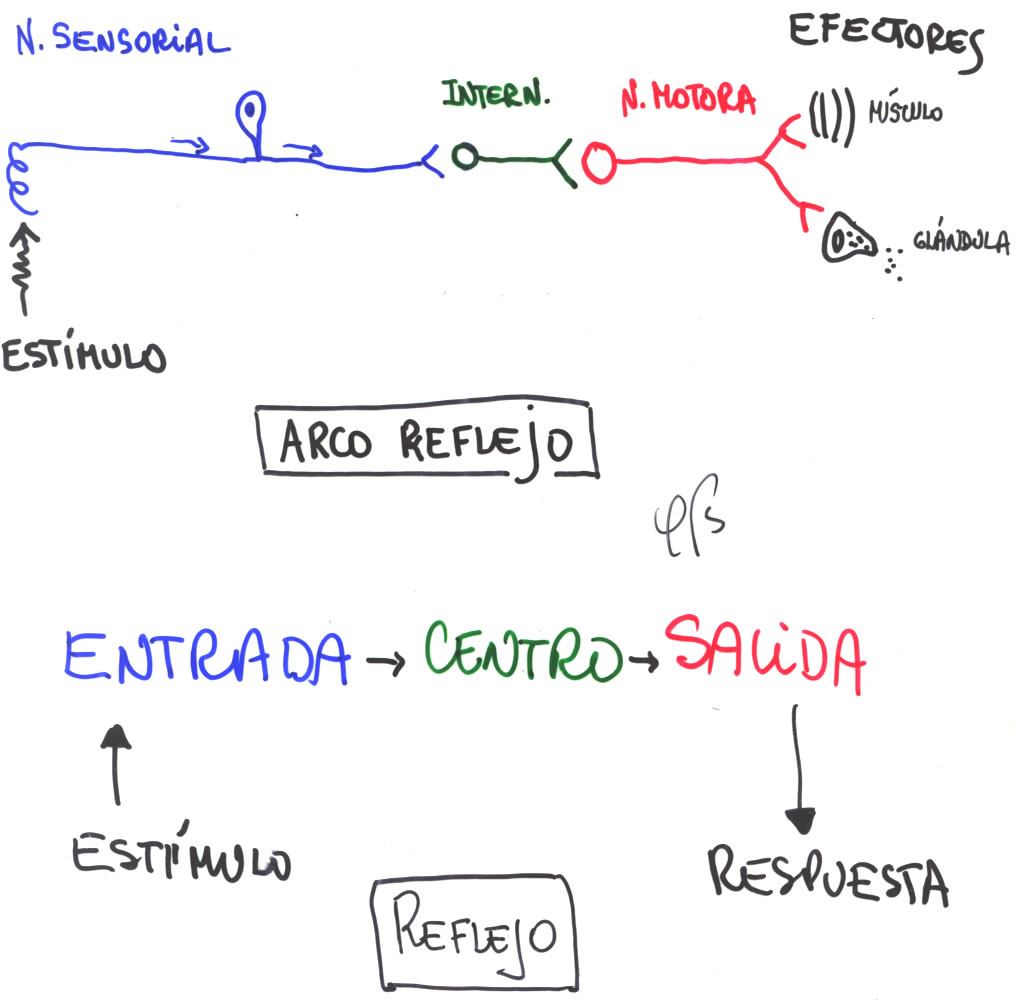 N. SENSORIAL
EFECTORES
INTERN.
N. MOTORA
MÚSCULO
GLÁNDULA
ESTÍMULO
ARCO REFLEJO
ENTRADA → CENTRO → SALIDA
ESTÍMULO
RESPUESTA
REFLEJO